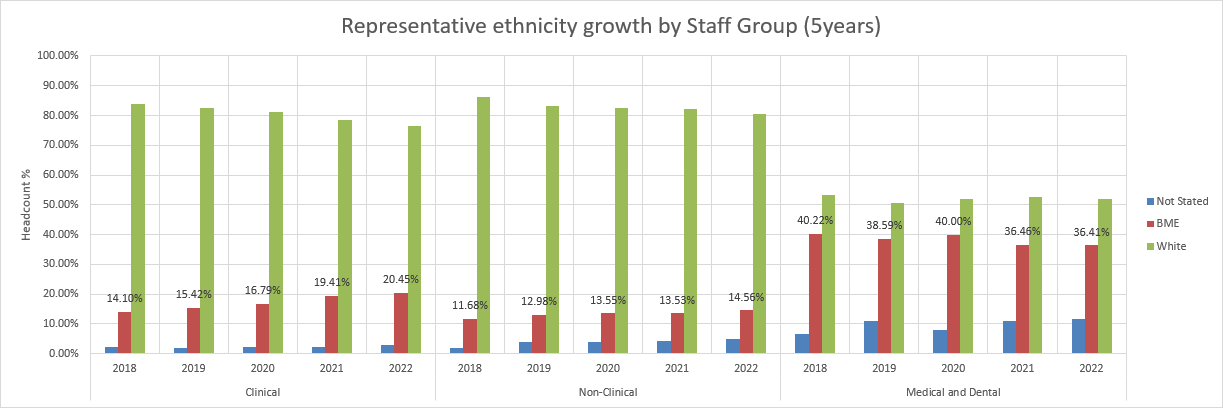 Representative ethnicity growth by Staff Group (5years)
100.00%
90.00%
80.00%
70.00%
60.00%
50.00%
40.00%
30.00%
20.00%
10.00%
0.00%
Headcount %
14.10% 15.42% 16.79% 19.41% 20.45% 11.68% 12.98% 13.55% 13.53% 14.56% 40.22% 38.59% 40.00% 36.46% 36.41%
2018 2019 2020 2021 2022 2018 2019 2020 2021 2022 2018 2019 2020 2021 2022
Clinical Non-Clinical Medical and Dental
Not Stated
BME
White